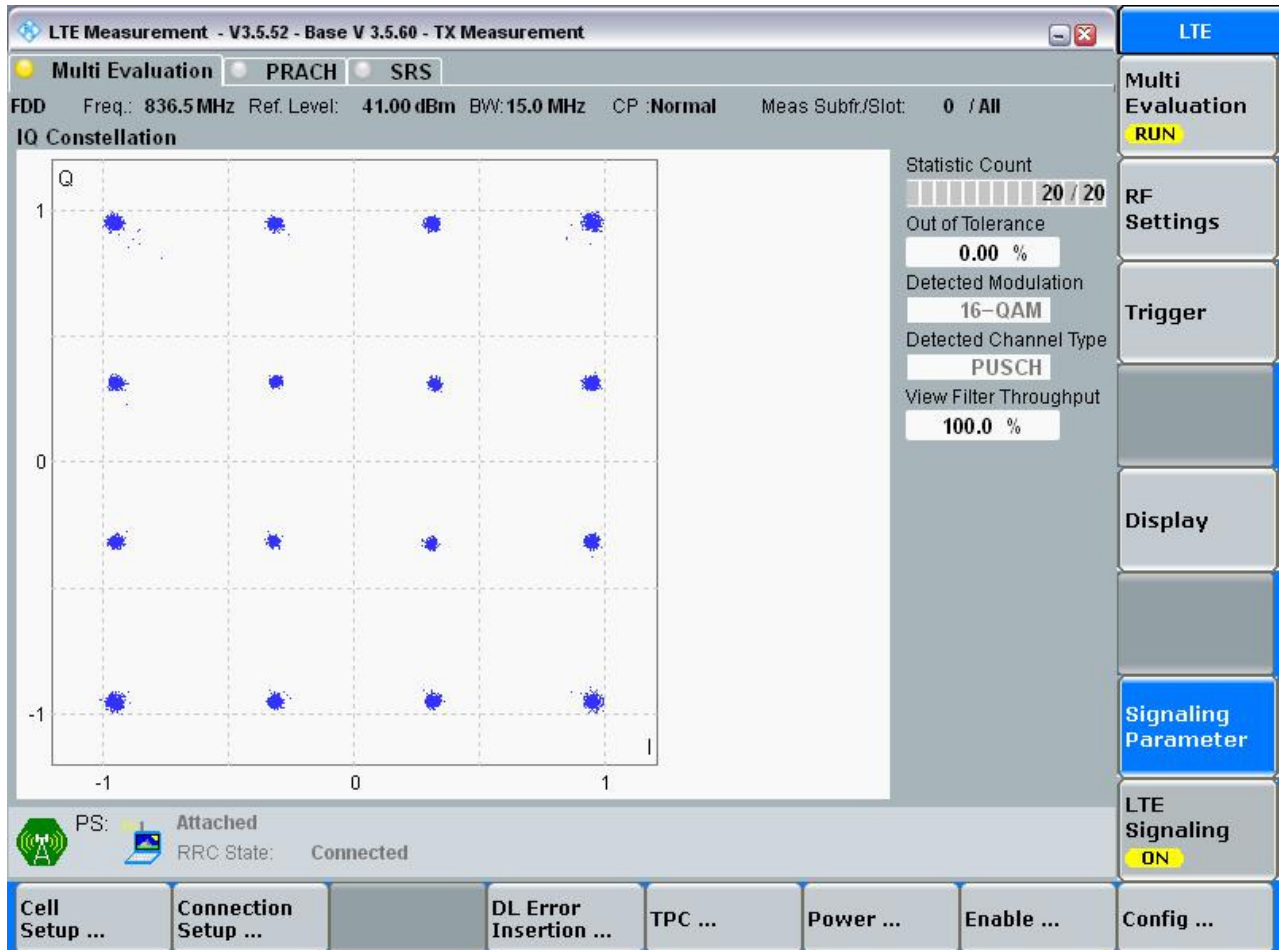 LTE Measurement - V3.5.52 - Base V 3.5.60 - TX Measurement
Multi Evaluation PRACH SRS
FDD Freq.: 836.5 MHz Ref. Level: 41.00 dBm BW: 15.0 MHz CP :Normal Meas Subfr./Slot: 0 / All
IQ Constellation
Q
1
0
-1
I
-1 0 1
Statistic Count
20 / 20
Out of Tolerance
0.00 %
Detected Modulation
16-QAM
Detected Channel Type
PUSCH
View Filter Throughput
100.0 %
PS: Attached
RRC State: Connected
LTE
Multi
Evaluation
RUN
RF
Settings
Trigger
Display
Signaling
Parameter
LTE
Signaling
ON
Cell
Setup ...
Connection
Setup ...
DL Error
Insertion ...
TPC ...
Power ...
Enable ...
Config ...